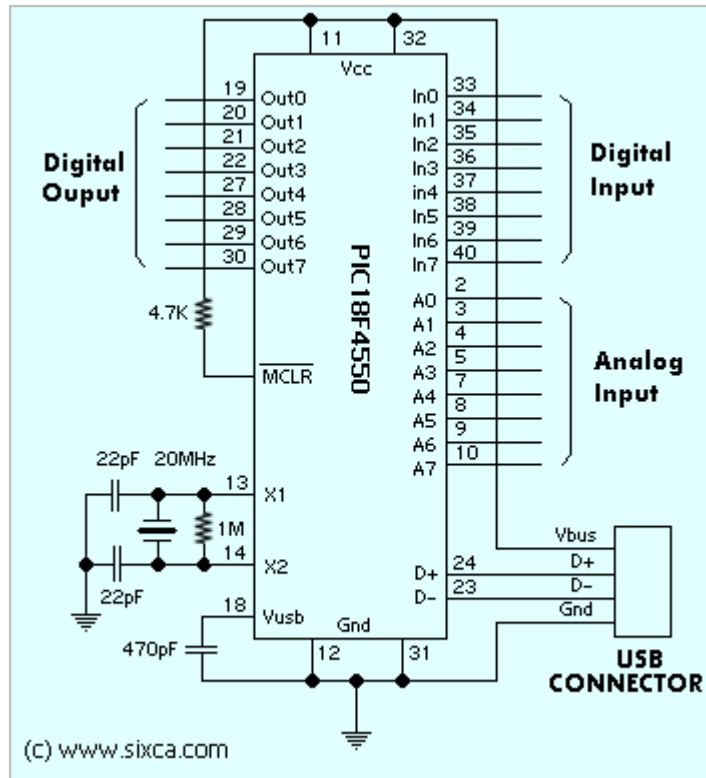 11
32
Vcc
19
Out0
20
Out1
21
Out2
22
Out3
27
Out4
28
Out5
29
Out6
30
Out7
Digital
Ouput
33
In0
34
In1
35
In2
36
In3
37
in4
38
In5
39
In6
40
In7
Digital
Input
PIC18F4550
2
A0
3
A1
4
A2
5
A3
7
A4
8
A5
9
A6
10
A7
Analog
Input
4.7K
MCLR
22pF
20MHz
13
X1
1M
14
X2
22pF
18
Vusb
470pF
Gnd
12
31
24
D+
23
D-
Vbus
D+
D-
Gnd
USB
CONNECTOR
(c) www.sixca.com